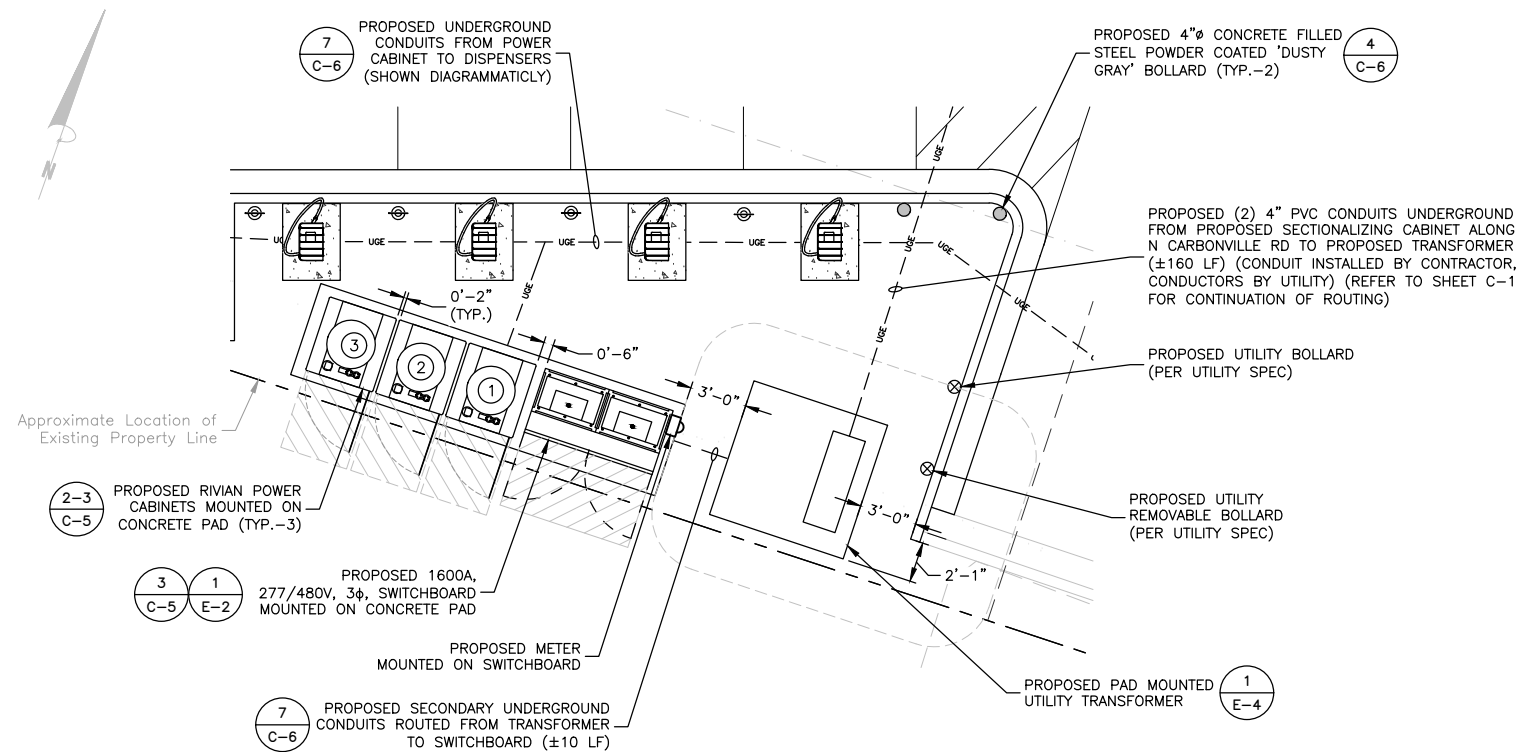 7
C-6
PROPOSED UNDERGROUND
CONDUITS FROM POWER
CABINET TO DISPENSERS
(SHOWN DIAGRAMMATICLY)
PROPOSED 4"ø CONCRETE FILLED
STEEL POWDER COATED 'DUSTY
GRAY' BOLLARD (TYP.-2)
4
C-6
N
UGE
UGE
UGE
UGE
UGE
UGE
UGE
UGE
UGE
PROPOSED (2) 4" PVC CONDUITS UNDERGROUND
FROM PROPOSED SECTIONALIZING CABINET ALONG
N CARBONVILLE RD TO PROPOSED TRANSFORMER
(±160 LF) (CONDUIT INSTALLED BY CONTRACTOR,
CONDUCTORS BY UTILITY) (REFER TO SHEET C-1
FOR CONTINUATION OF ROUTING)
0'-2"
(TYP.)
0'-6"
3
2
1
3'-0"
PROPOSED UTILITY BOLLARD
(PER UTILITY SPEC)
Approximate Location of
Existing Property Line
2-3
C-5
PROPOSED RIVIAN POWER
CABINETS MOUNTED ON
CONCRETE PAD (TYP.-3)
3'-0"
PROPOSED UTILITY
REMOVABLE BOLLARD
(PER UTILITY SPEC)
2'-1"
3
C-5
1
E-2
PROPOSED 1600A,
277/480V, 3ϕ, SWITCHBOARD
MOUNTED ON CONCRETE PAD
PROPOSED METER
MOUNTED ON SWITCHBOARD
PROPOSED PAD MOUNTED
UTILITY TRANSFORMER
1
E-4
7
C-6
PROPOSED SECONDARY UNDERGROUND
CONDUITS ROUTED FROM TRANSFORMER
TO SWITCHBOARD (±10 LF)